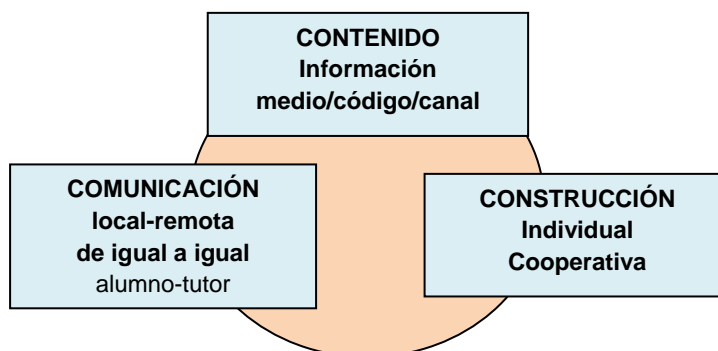 CONTENIDO
Información
medio/código/canal
COMUNICACIÓN
local-remota
de igual a igual
alumno-tutor
CONSTRUCCIÓN
Individual
Cooperativa